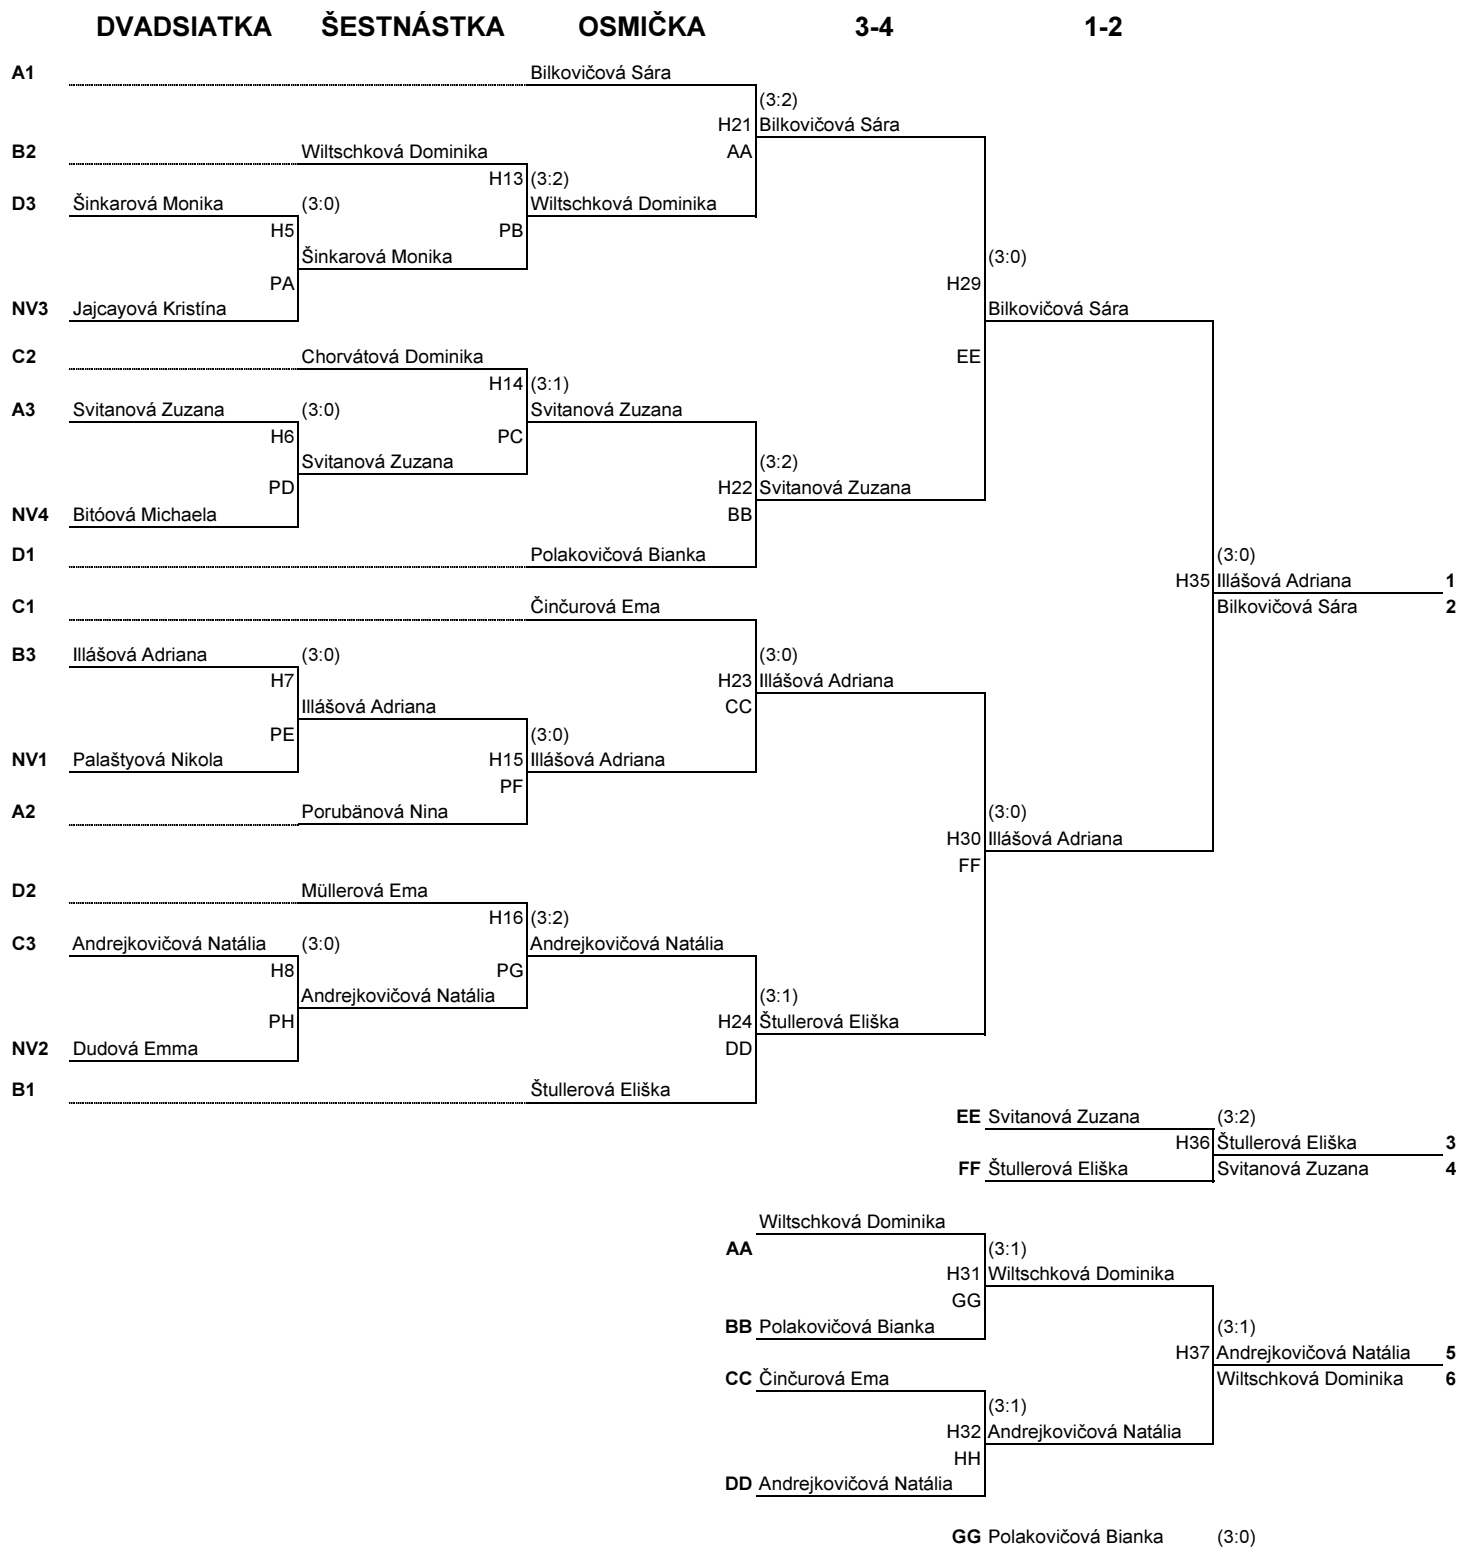 DVADSIATKA ŠESTNÁSTKA OSMIČKA 3-4 1-2
A1 Bilkovičová Sára
(3:2)
H21 Bilkovičová Sára
B2 Wiltschková Dominika AA
H13 (3:2)
D3 Šinkarová Monika (3:0) Wiltschková Dominika
H5 PB
Šinkarová Monika (3:0)
PA H29
NV3 Jajcayová Kristína Bilkovičová Sára
C2 Chorvátová Dominika EE
H14 (3:1)
A3 Svitanová Zuzana (3:0) Svitanová Zuzana
H6 PC
Svitanová Zuzana (3:2)
PD H22 Svitanová Zuzana
NV4 Bitóová Michaela BB
D1 Polakovičová Bianka (3:0)
H35 Illášová Adriana 1
C1 Činčurová Ema Bilkovičová Sára 2
B3 Illášová Adriana (3:0) (3:0)
H7 H23 Illášová Adriana
Illášová Adriana CC
PE (3:0)
NV1 Palaštyová Nikola H15 Illášová Adriana
PF
A2 Porubänová Nina (3:0)
H30 Illášová Adriana
FF
D2 Müllerová Ema
H16 (3:2)
C3 Andrejkovičová Natália (3:0) Andrejkovičová Natália
H8 PG
Andrejkovičová Natália (3:1)
PH H24 Štullerová Eliška
NV2 Dudová Emma DD
B1 Štullerová Eliška
EE Svitanová Zuzana (3:2)
H36 Štullerová Eliška 3
FF Štullerová Eliška Svitanová Zuzana 4
Wiltschková Dominika
AA (3:1)
H31 Wiltschková Dominika
GG
BB Polakovičová Bianka (3:1)
H37 Andrejkovičová Natália 5
CC Činčurová Ema Wiltschková Dominika 6
(3:1)
H32 Andrejkovičová Natália
HH
DD Andrejkovičová Natália
GG Polakovičová Bianka (3:0)